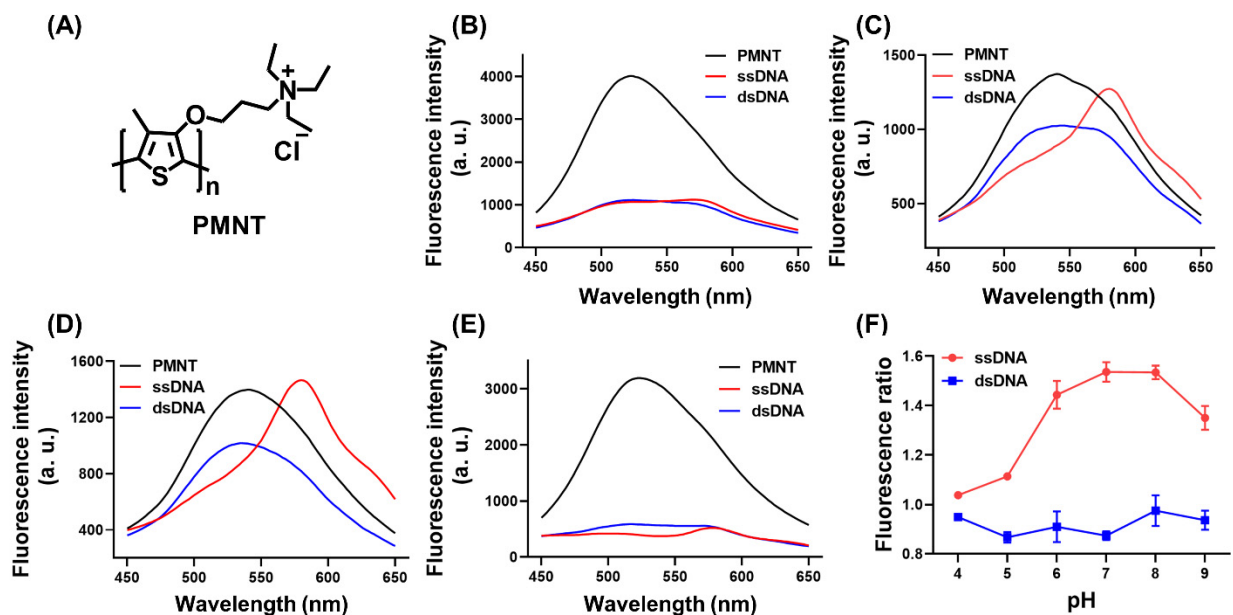 (A)
N
+
O
Cl
−
S
n
PMNT
(B)
Fluorescence intensity
(a. u.)
4000
3000
2000
1000
0
450 500 550 600 650
Wavelength (nm)
PMNT
ssDNA
dsDNA
(C)
Fluorescence intensity
(a. u.)
1500
1000
500
450 500 550 600 650
Wavelength (nm)
PMNT
ssDNA
dsDNA
(D)
Fluorescence intensity
(a. u.)
1600
1200
800
400
450 500 550 600 650
Wavelength (nm)
PMNT
ssDNA
dsDNA
(E)
Fluorescence intensity
(a. u.)
3000
2000
1000
0
450 500 550 600 650
Wavelength (nm)
PMNT
ssDNA
dsDNA
(F)
Fluorescence ratio
1.6
1.4
1.2
1.0
0.8
4 5 6 7 8 9
pH
ssDNA
dsDNA